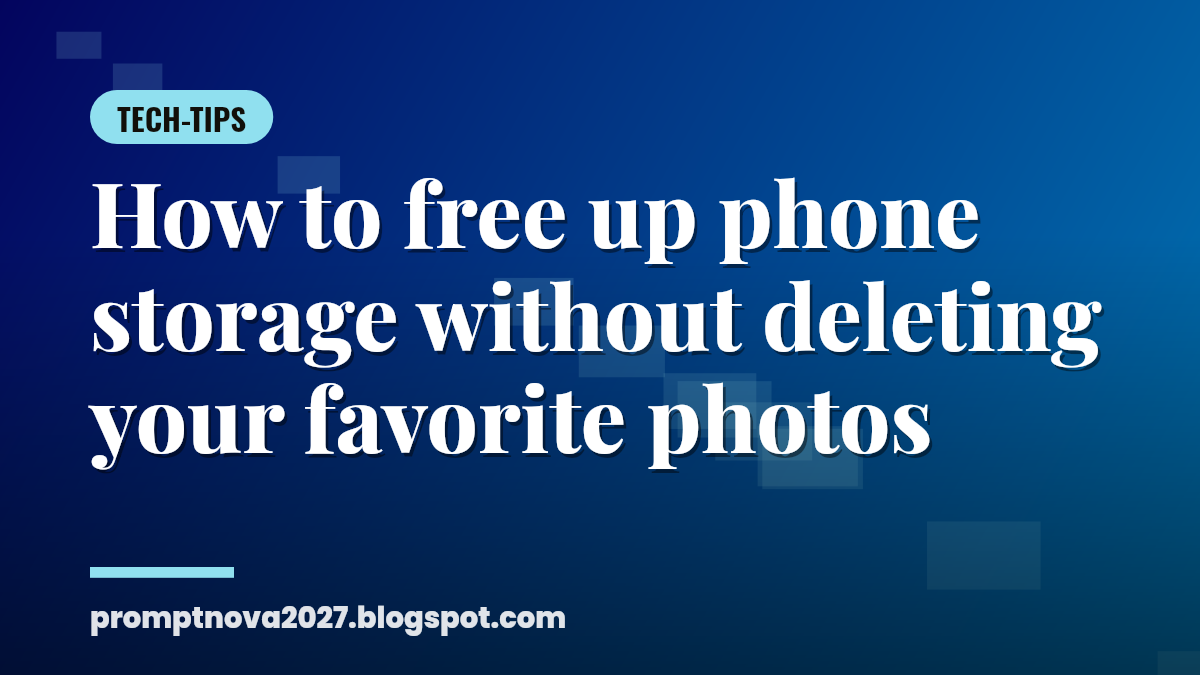 TECH-TIPS
How to free up phone
storage without deleting
your favorite photos
promptnova2027.blogspot.com